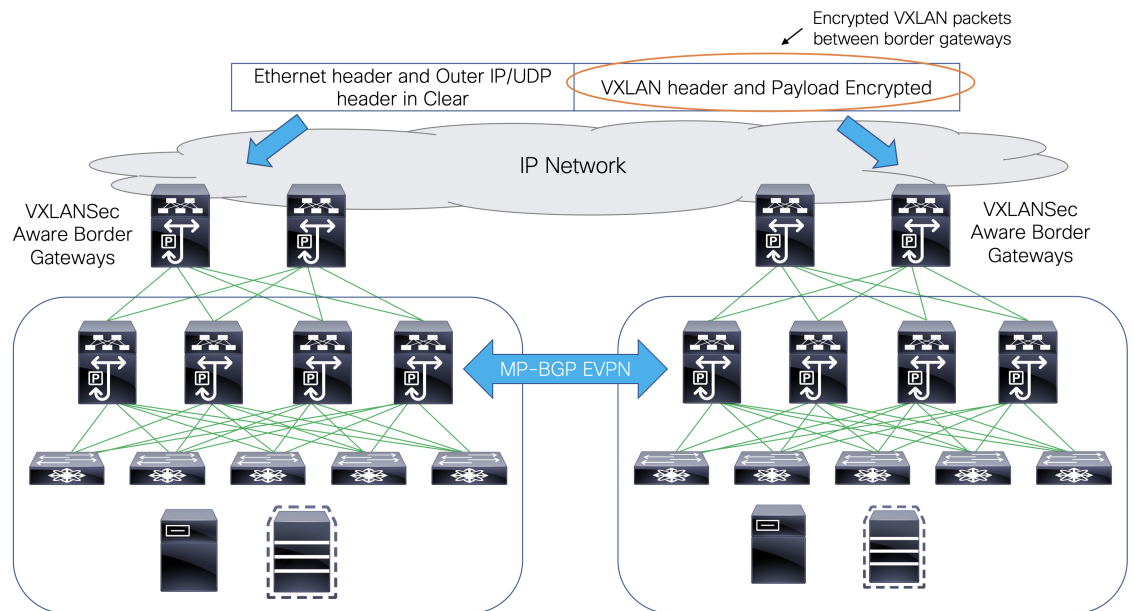 Encrypted VXLAN packets
between border gateways
Ethernet header and Outer IP/UDP
header in Clear
VXLAN header and Payload Encrypted
IP Network
VXLANSec
Aware Border
Gateways
VXLANSec
Aware Border
Gateways
P
P
P
P
P
P
P
P
MP-BGP EVPN
P
P
P
P